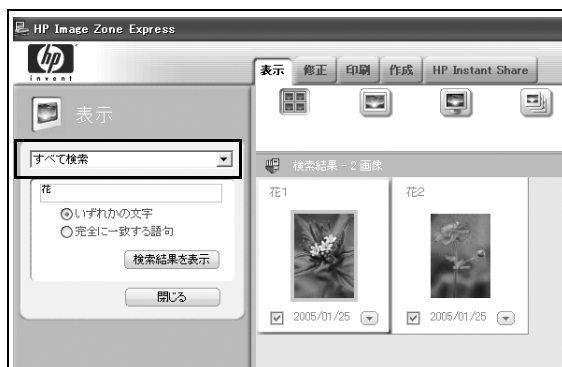 HP Image Zone Express
hp
invent
表示
修正
印刷
作成
HP Instant Share
表示
すべて検索
花
いずれかの文字
完全に一致する語句
検索結果を表示
閉じる
検索結果 - 2 画像
花1
花2
2005/01/25
2005/01/25